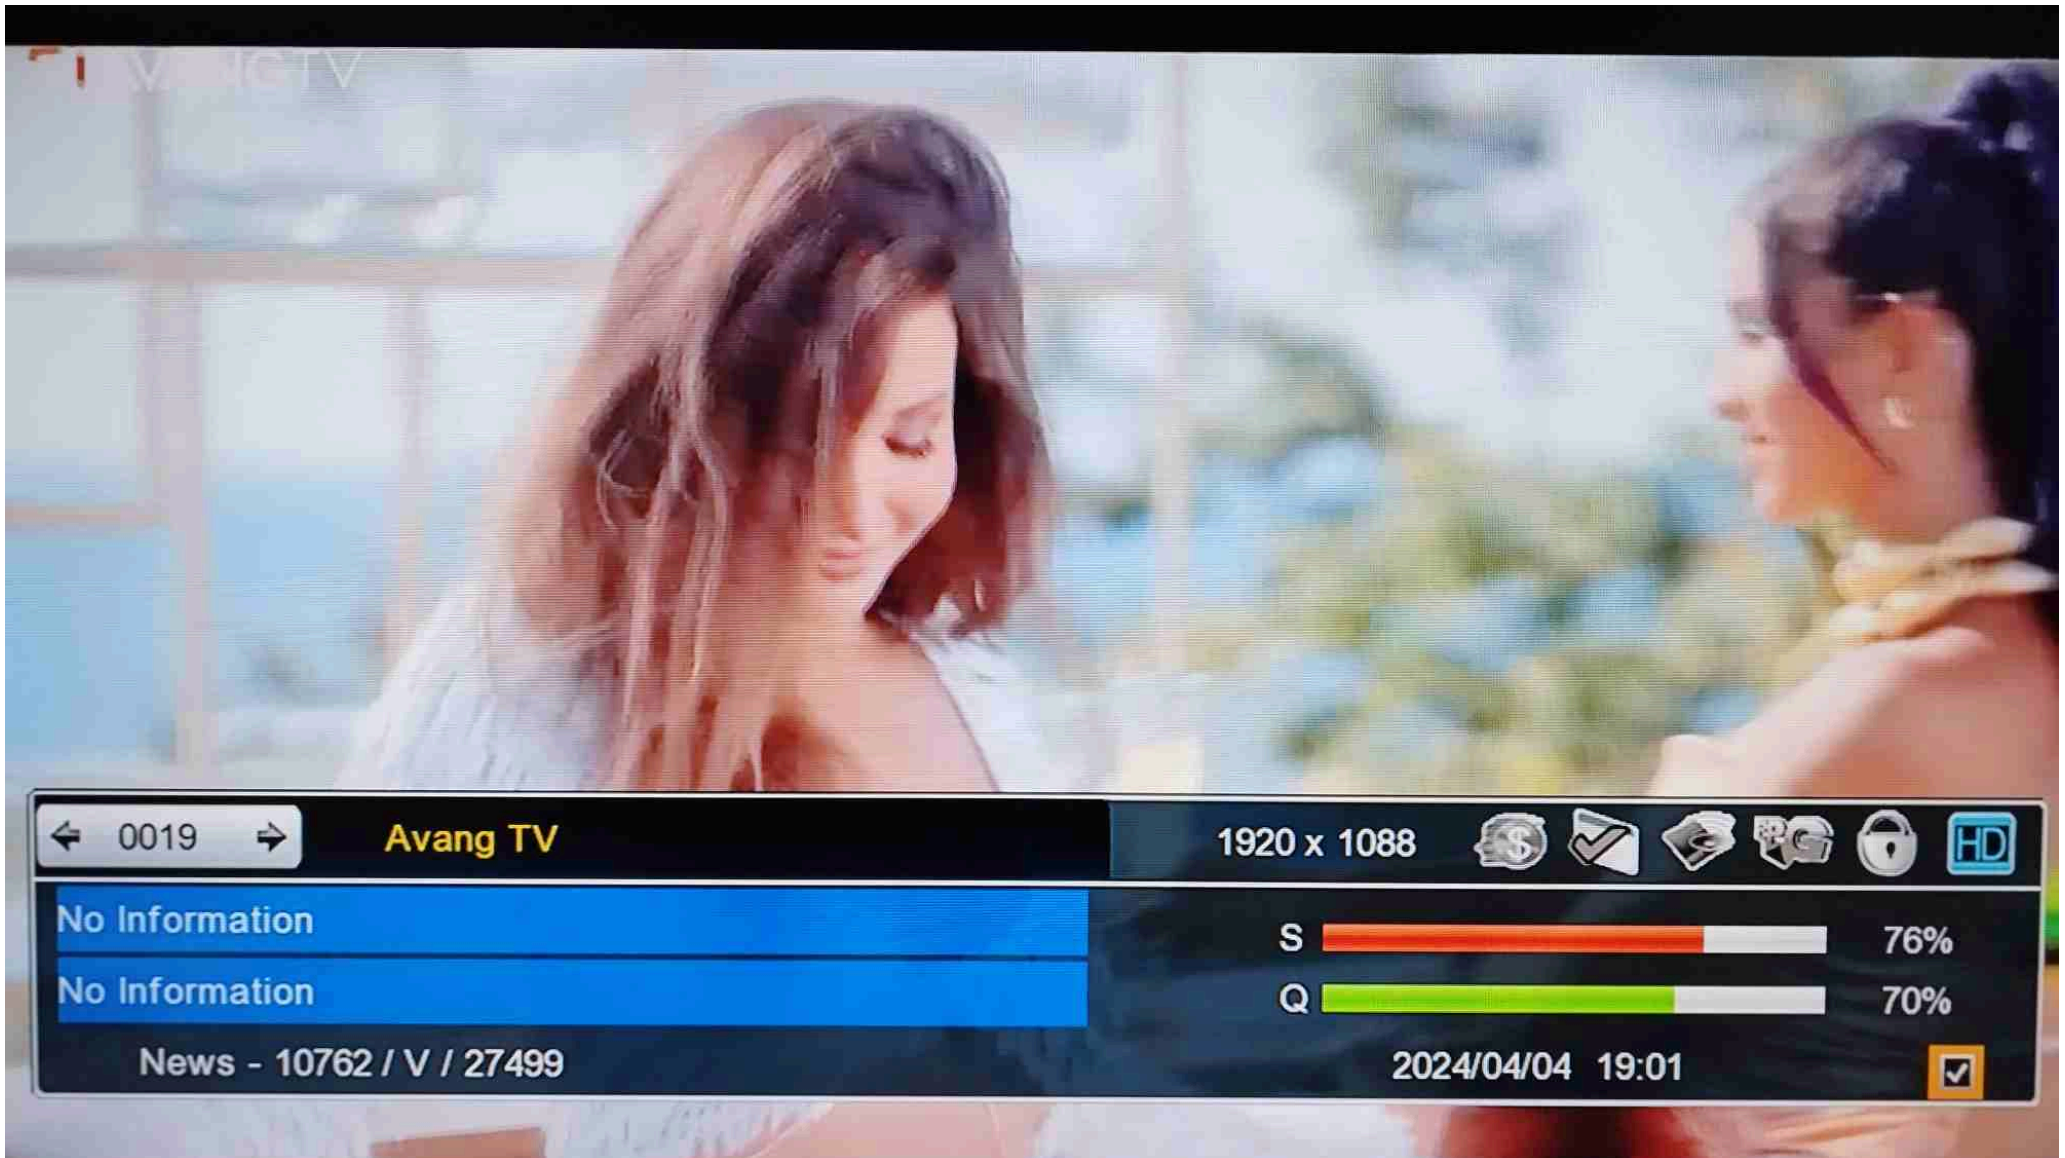 VANGTV
0019
Avang TV
1920 x 1088
$
HD
No Information
No Information
S 76%
Q 70%
News - 10762 / V / 27499
2024/04/04 19:01